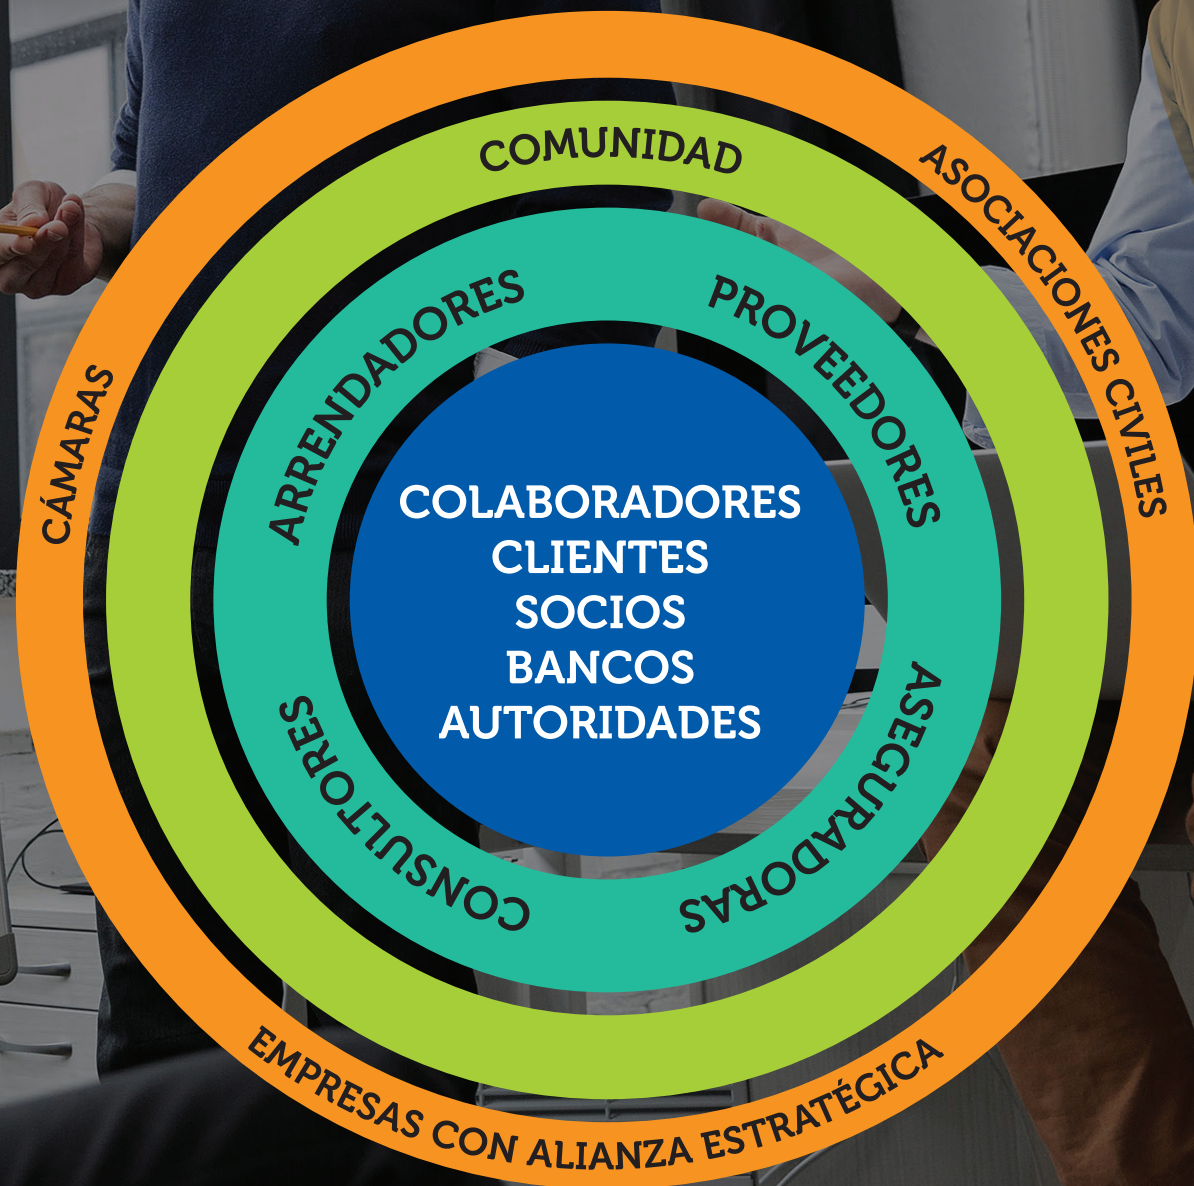 COMUNIDAD
ASOCIACIONES CIVILES
CÁMARAS
ARRENDADORES
PROVEEDORES
COLABORADORES
CLIENTES
SOCIOS
BANCOS
AUTORIDADES
CONSULTORES
ASEGURADORAS
EMPRESAS CON ALIANZA ESTRATÉGICA